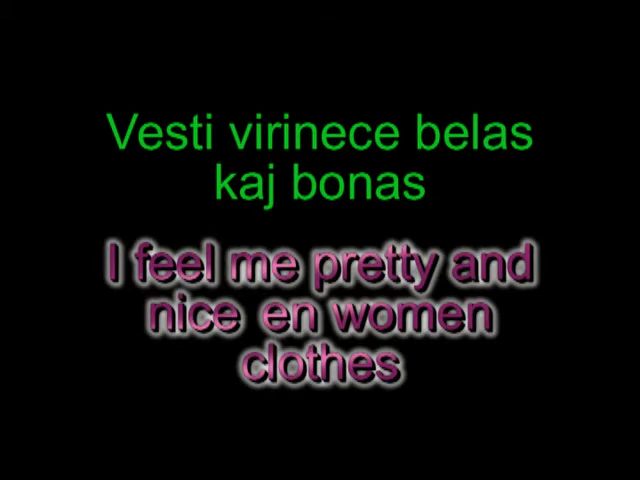 Vesti virinece belas
kaj bonas
I feel me pretty and
nice en women
clothes